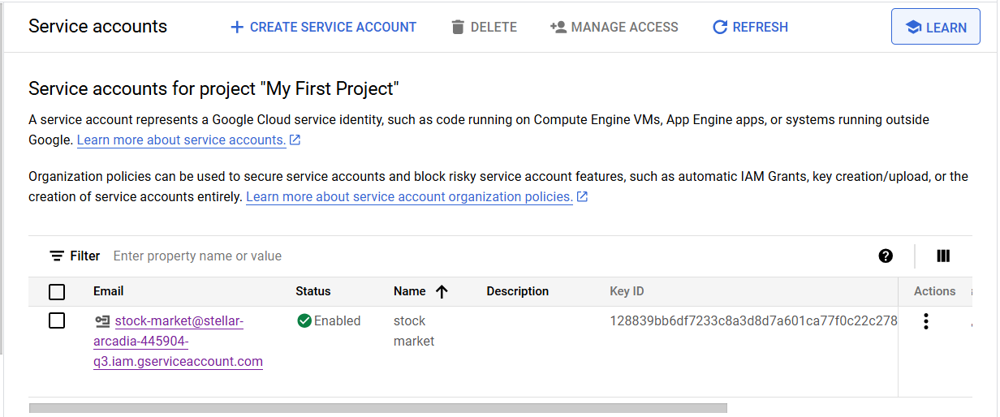 Service accounts
CREATE SERVICE ACCOUNT
DELETE
MANAGE ACCESS
REFRESH
LEARN
Service accounts for project "My First Project"
A service account represents a Google Cloud service identity, such as code running on Compute Engine VMs, App Engine apps, or systems running outside
Google. Learn more about service accounts.
Organization policies can be used to secure service accounts and block risky service account features, such as automatic IAM Grants, key creation/upload, or the
creation of service accounts entirely. Learn more about service account organization policies.
Filter Enter property name or value
Email Status Name Description Key ID Actions
stock-market@stellar- Enabled stock 128839bb6df7233c8a3d8d7a601ca77f0c22c278
arcadia-445904- market
q3.iam.gserviceaccount.com